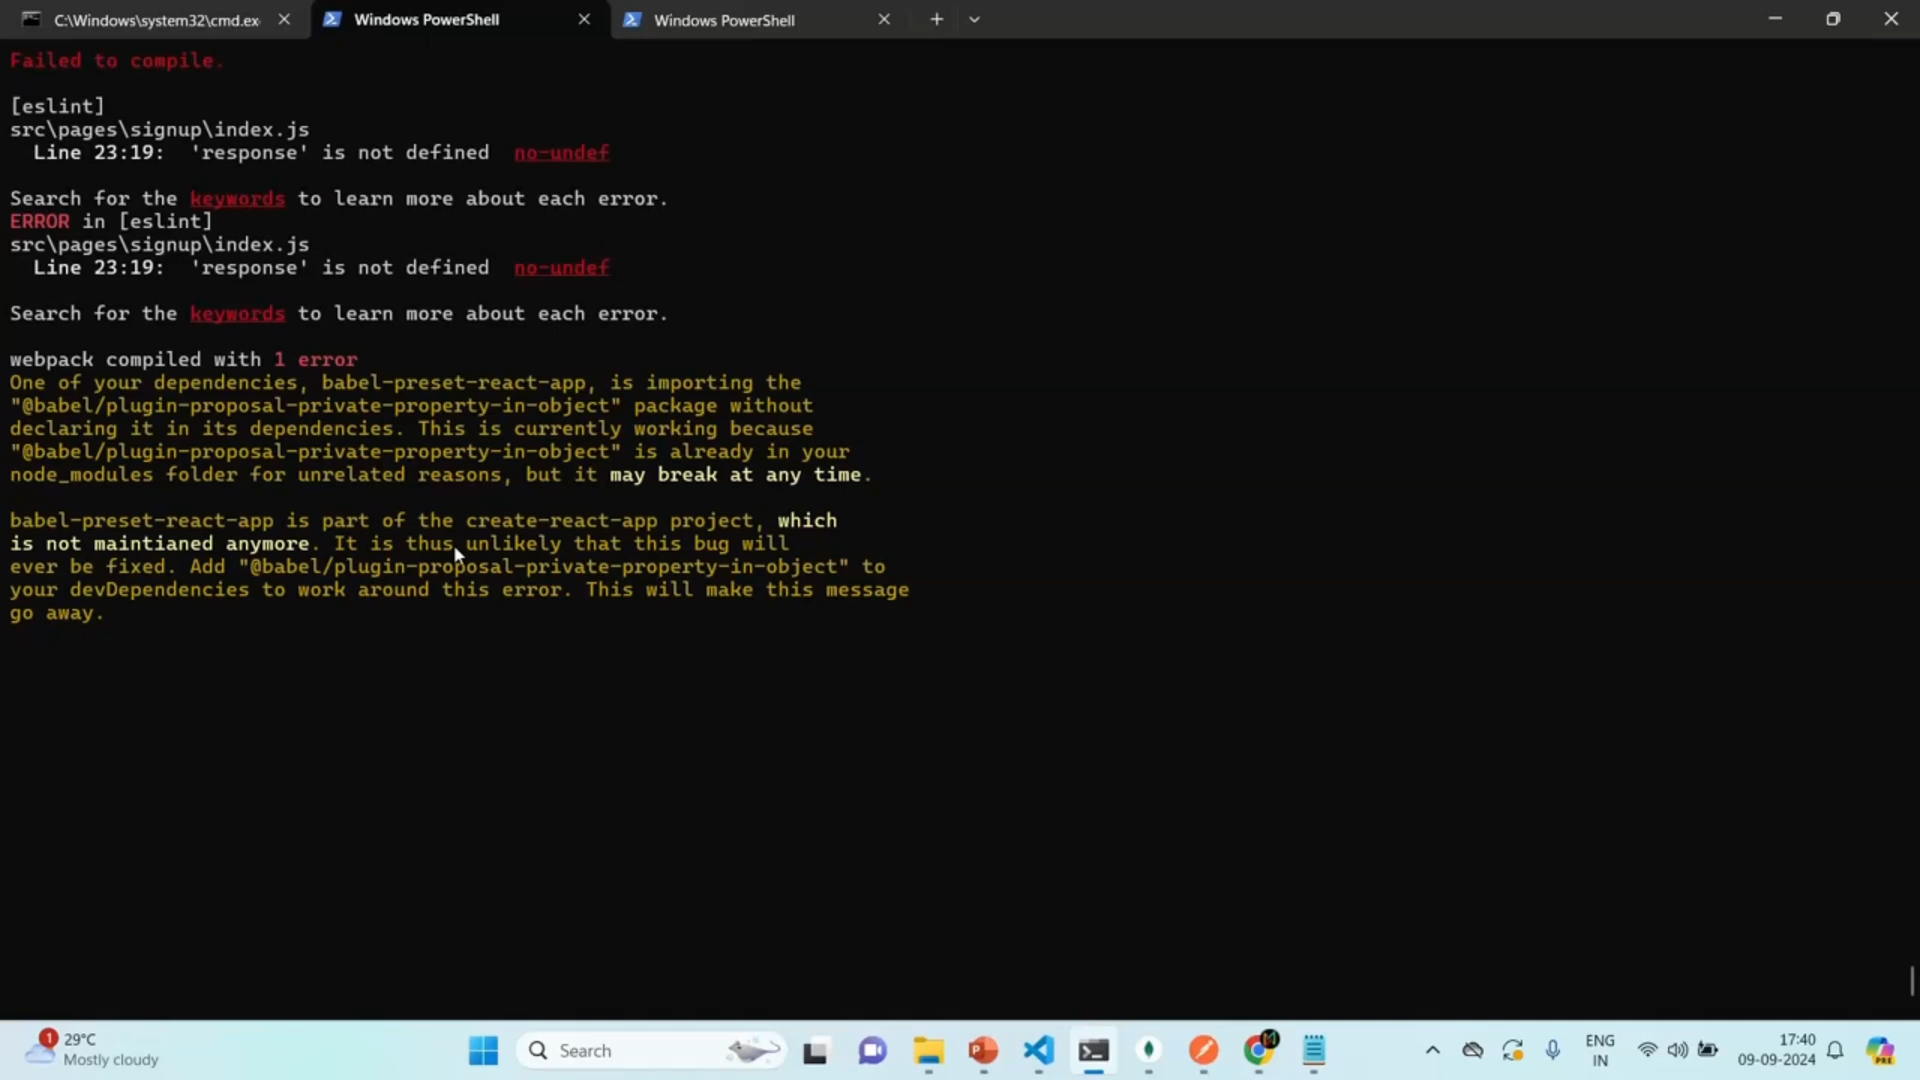 C:\Windows\system32\cmd.exe
Windows PowerShell
Windows PowerShell
Failed to compile.
[eslint]
src\pages\signup\index.js
Line 23:19:  'response' is not defined  no-undef
Search for the keywords to learn more about each error.
ERROR in [eslint]
src\pages\signup\index.js
Line 23:19:  'response' is not defined  no-undef
Search for the keywords to learn more about each error.
webpack compiled with 1 error
One of your dependencies, babel-preset-react-app, is importing the
"@babel/plugin-proposal-private-property-in-object" package without
declaring it in its dependencies. This is currently working because
"@babel/plugin-proposal-private-property-in-object" is already in your
node_modules folder for unrelated reasons, but it may break at any time.
babel-preset-react-app is part of the create-react-app project, which
is not maintianed anymore. It is thus unlikely that this bug will
ever be fixed. Add "@babel/plugin-proposal-private-property-in-object" to
your devDependencies to work around this error. This will make this message
go away.
1
29°C
Mostly cloudy
Search
ENG
IN
17:40
09-09-2024
PRE